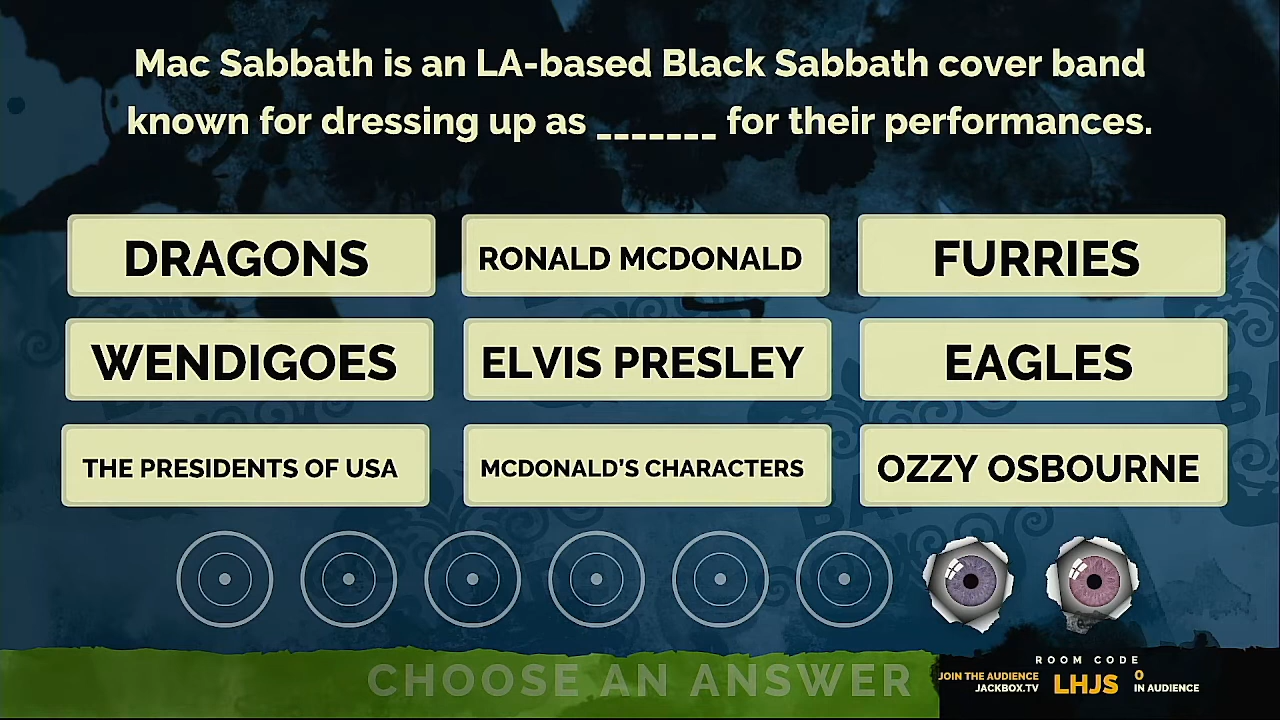 Mac Sabbath is an LA-based Black Sabbath cover band
known for dressing up as _______ for their performances.
DRAGONS
RONALD MCDONALD
FURRIES
WENDIGOES
ELVIS PRESLEY
EAGLES
THE PRESIDENTS OF USA
MCDONALD'S CHARACTERS
OZZY OSBOURNE
CHOOSE AN ANSWER
ROOM CODE
JOIN THE AUDIENCE
JACKBOX.TV
LHJS
0
IN AUDIENCE